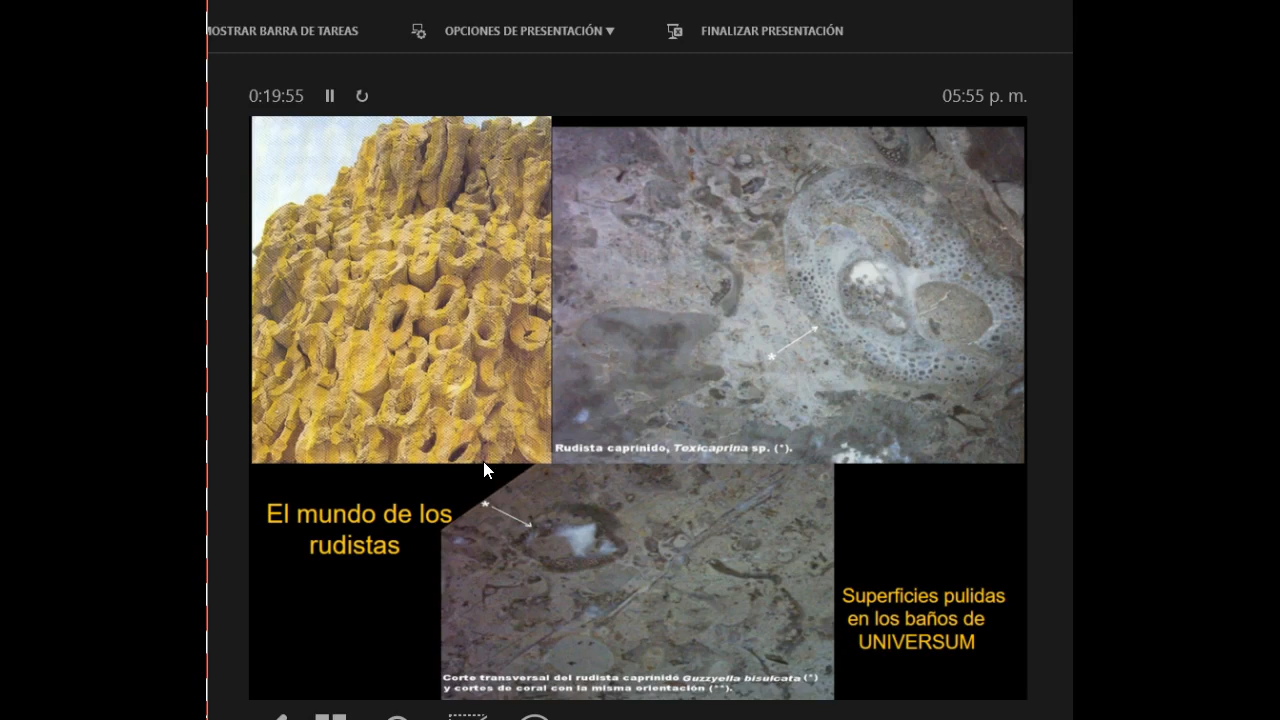 MOSTRAR BARRA DE TAREAS
OPCIONES DE PRESENTACIÓN ▼
FINALIZAR PRESENTACIÓN
0:19:55
05:55 p. m.
Rudista caprínido, Texicaprina sp. (*).
El mundo de los
rudistas
Superficies pulidas
en los baños de
UNIVERSUM
Corte transversal del rudista caprínido Guzzyella bisulcata (*)
y cortes de coral con la misma orientación (**).